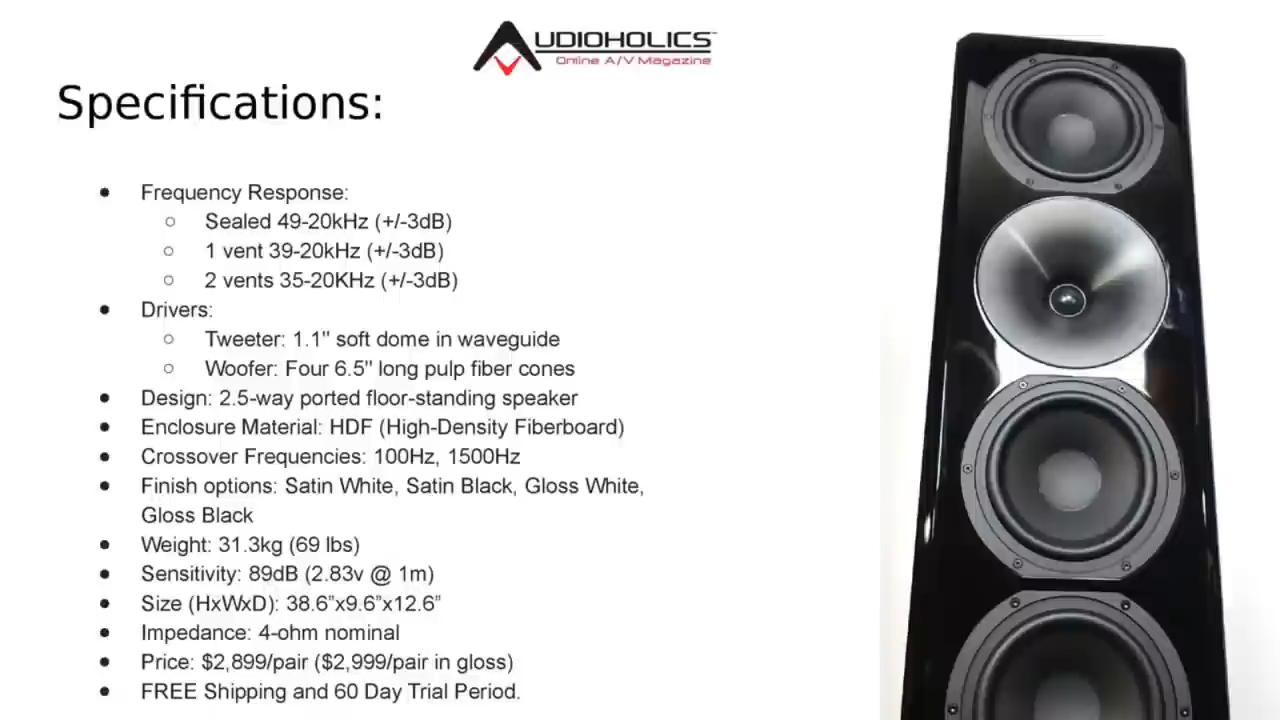 AUDIOHOLICS™
Online A/V Magazine
Specifications:
● Frequency Response:
○ Sealed 49-20kHz (+/-3dB)
○ 1 vent 39-20kHz (+/-3dB)
○ 2 vents 35-20KHz (+/-3dB)
● Drivers:
○ Tweeter: 1.1" soft dome in waveguide
○ Woofer: Four 6.5" long pulp fiber cones
● Design: 2.5-way ported floor-standing speaker
● Enclosure Material: HDF (High-Density Fiberboard)
● Crossover Frequencies: 100Hz, 1500Hz
● Finish options: Satin White, Satin Black, Gloss White,
Gloss Black
● Weight: 31.3kg (69 lbs)
● Sensitivity: 89dB (2.83v @ 1m)
● Size (HxWxD): 38.6”x9.6”x12.6”
● Impedance: 4-ohm nominal
● Price: $2,899/pair ($2,999/pair in gloss)
● FREE Shipping and 60 Day Trial Period.